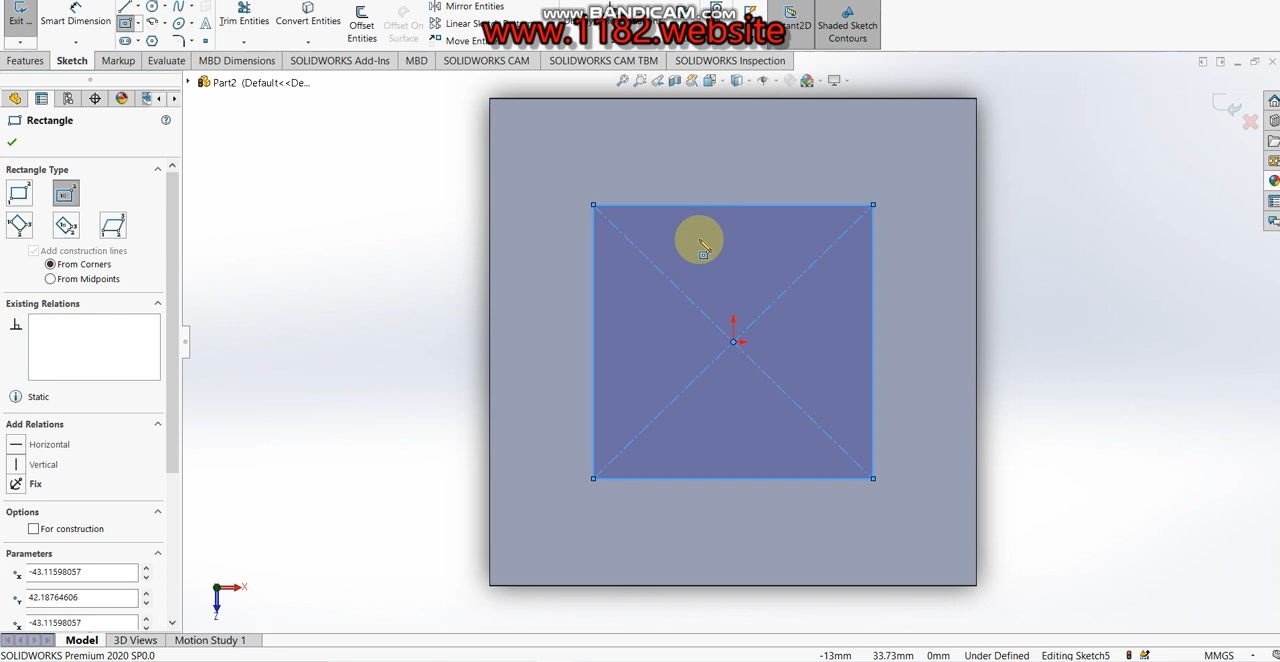 www.BANDICAM.com
www.1182.website
Exit ...
Smart Dimension
Trim Entities
Convert Entities
Offset
Entities
Offset On
Surface
Mirror Entities
Linear Sketch
Move Enti
Instant2D
Shaded Sketch
Contours
Features
Sketch
Markup
Evaluate
MBD Dimensions
SOLIDWORKS Add-Ins
MBD
SOLIDWORKS CAM
SOLIDWORKS CAM TBM
SOLIDWORKS Inspection
Part2 (Default<<De...
Rectangle
Rectangle Type
Add construction lines
From Corners
From Midpoints
Existing Relations
Static
Add Relations
Horizontal
Vertical
Fix
Options
For construction
Parameters
-43.11598057
42.18764606
-43.11598057
X
Z
Model
3D Views
Motion Study 1
SOLIDWORKS Premium 2020 SP0.0
-13mm
33.73mm
0mm
Under Defined
Editing Sketch5
MMGS